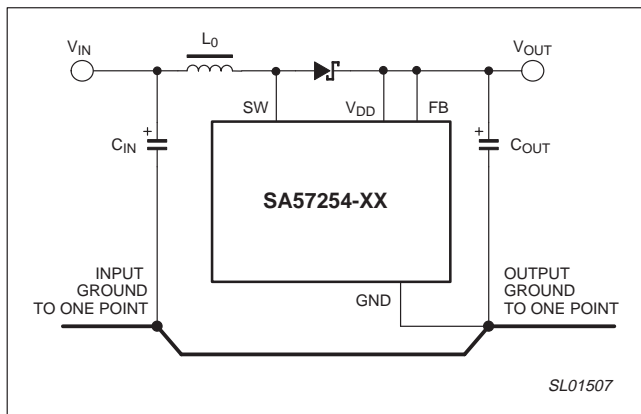 V_IN
L_0
V_OUT
SW
V_DD
FB
C_IN
+
+
C_OUT
SA57254-XX
INPUT
GROUND
TO ONE POINT
OUTPUT
GROUND
TO ONE POINT
GND
SL01507